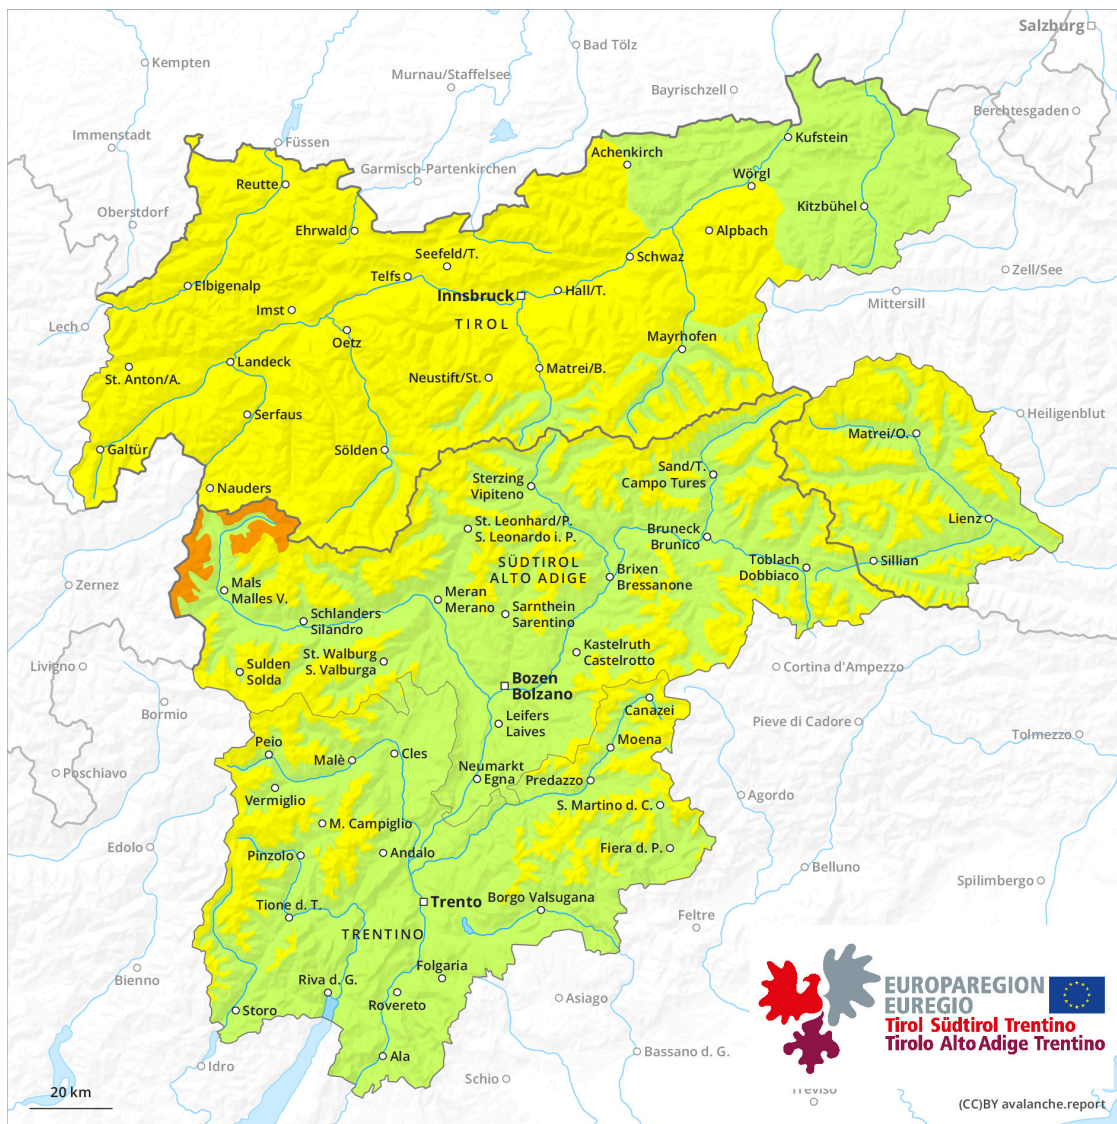 Salzburg
Bad Tölz
Kempten
Murnau/Staffelsee
Bayrischzell
Berchtesgaden
Immenstadt
Füssen
Kufstein
Achenkirch
Garmisch-Partenkirchen
Wörgl
Reutte
Kitzbühel
Oberstdorf
Ehrwald
Alpbach
Seefeld/T.
Schwaz
Zell/See
Telfs
Elbigenalp
Innsbruck
Hall/T.
Mittersill
Imst
TIROL
Lech
Oetz
Mayrhofen
Landeck
Matrei/B.
St. Anton/A.
Neustift/St.
Serfaus
Heiligenblut
Matrei/O.
Galtür
Sölden
Sand/T.
Campo Tures
Sterzing
Vipiteno
Nauders
Lienz
St. Leonhard/P.
S. Leonardo i. P.
Bruneck
Brunico
SÜDTIROL
ALTO ADIGE
Toblach
Dobbiaco
Sillian
Brixen
Bressanone
Zernez
Mals
Malles V.
Meran
Merano
Sarnthein
Sarentino
Schlanders
Silandro
Kastelruth
Castelrotto
St. Walburg
S. Valburga
Livigno
Sulden
Solda
Cortina d'Ampezzo
Bozen
Bolzano
Bormio
Canazei
Leifers
Laives
Pieve di Cadore
Tolmezzo
Peio
Moena
Cles
Malè
Neumarkt
Egna
Predazzo
Poschiavo
Vermiglio
Agordo
S. Martino d. C.
M. Campiglio
Edolo
Fiera d. P.
Andalo
Pinzolo
Belluno
Spilimbergo
Borgo Valsugana
Trento
Tione d. T.
Feltre
TRENTINO
Folgaria
Bienno
Riva d. G.
EUROPAREGION
EUREGIO
Tirol Südtirol Trentino
Tirolo Alto Adige Trentino
Rovereto
Asiago
Storo
Bassano d. G.
Ala
Idro
Schio
20 km
Treviso
(CC)BY avalanche.report